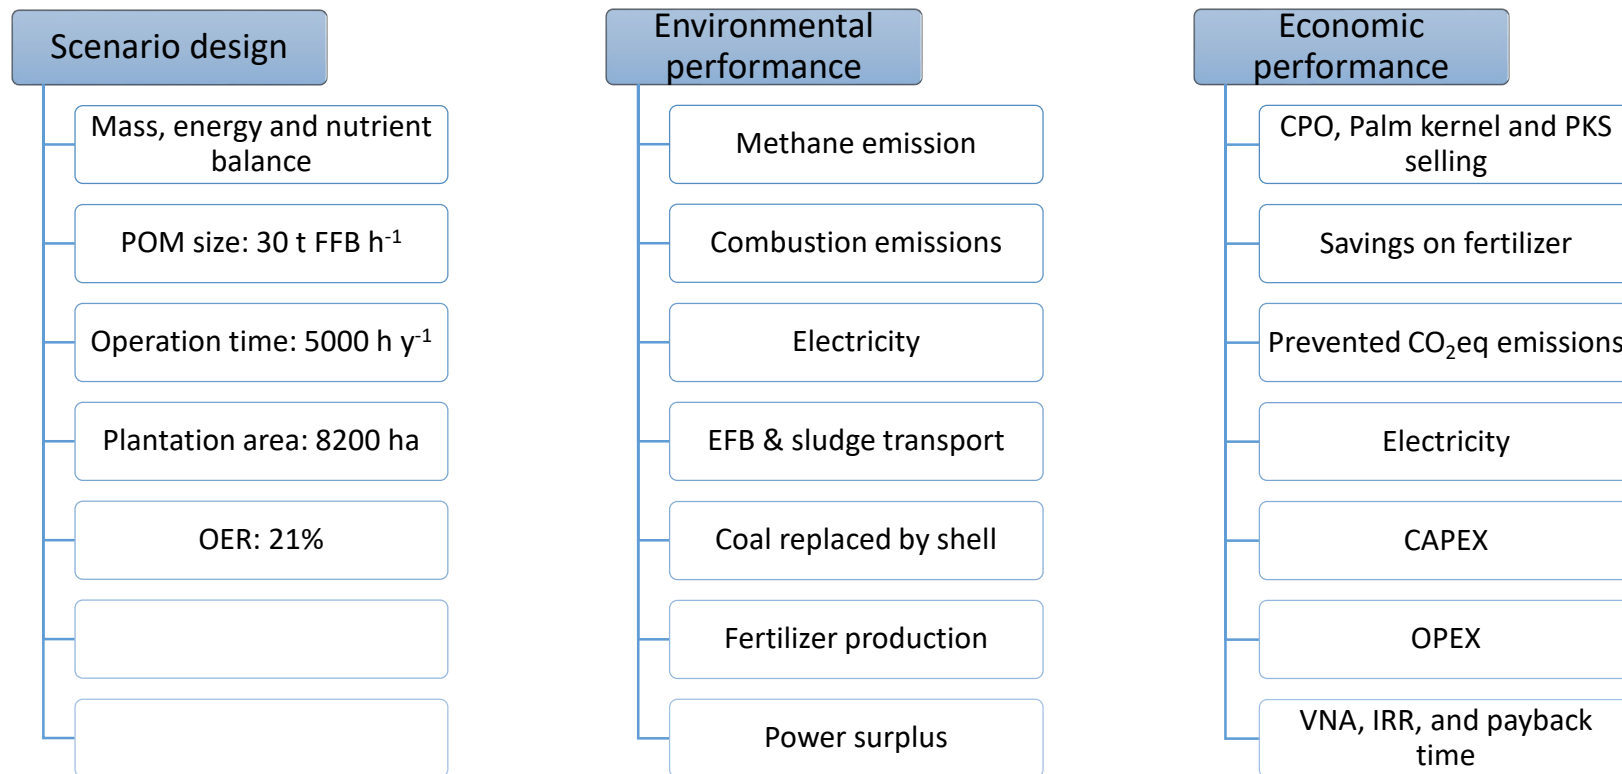 Scenario design
Mass, energy and nutrient
balance
POM size: 30 t FFB h⁻¹
Operation time: 5000 h y⁻¹
Plantation area: 8200 ha
OER: 21%
Environmental
performance
Methane emission
Combustion emissions
Electricity
EFB & sludge transport
Coal replaced by shell
Fertilizer production
Power surplus
Economic
performance
CPO, Palm kernel and PKS
selling
Savings on fertilizer
Prevented CO₂eq emissions
Electricity
CAPEX
OPEX
VNA, IRR, and payback
time